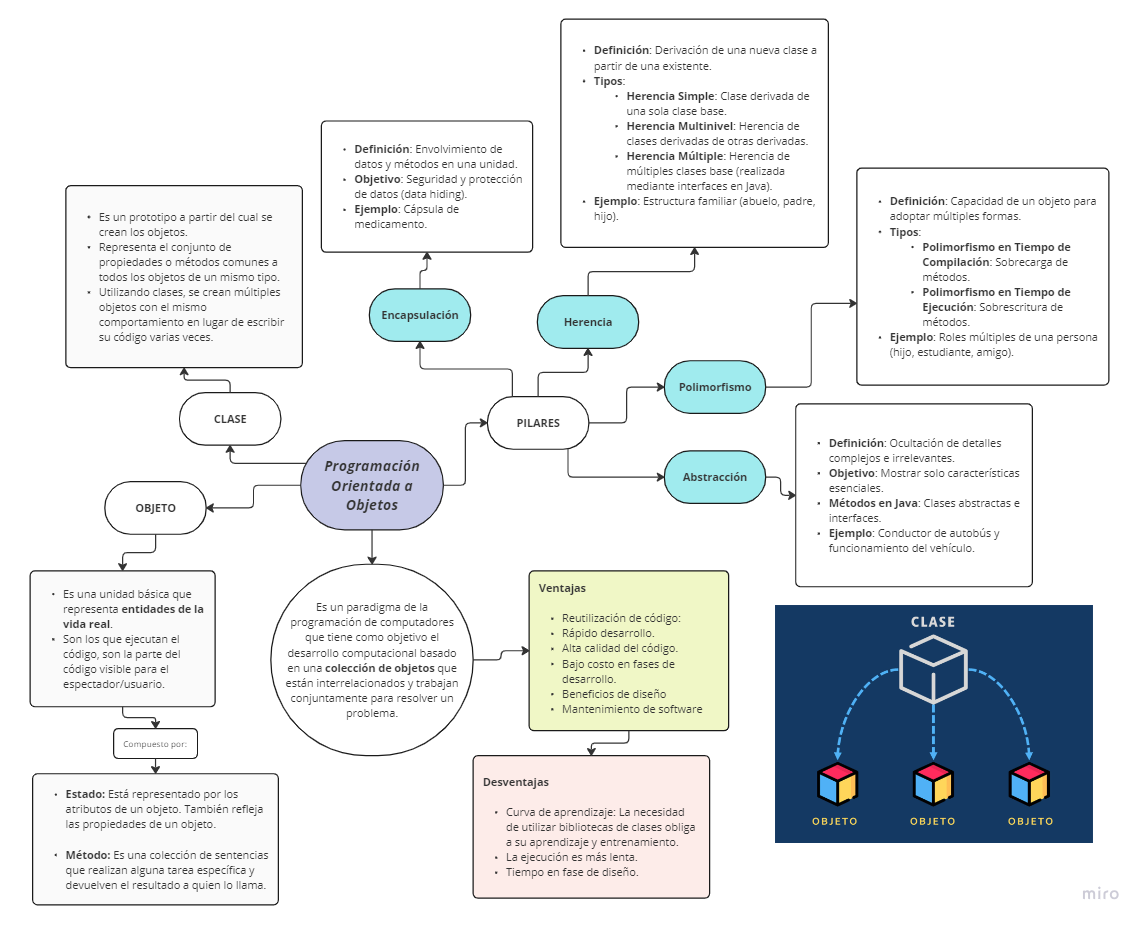 Programación
Orientada a
Objetos
CLASE
• Es un prototipo a partir del cual se
crean los objetos.
• Representa el conjunto de
propiedades o métodos comunes a
todos los objetos de un mismo tipo.
• Utilizando clases, se crean múltiples
objetos con el mismo
comportamiento en lugar de escribir
su código varias veces.
OBJETO
• Es una unidad básica que
representa entidades de la
vida real.
• Son los que ejecutan el
código, son la parte del
código visible para el
espectador/usuario.
Compuesto por:
• Estado: Está representado por los
atributos de un objeto. También refleja
las propiedades de un objeto.
• Método: Es una colección de sentencias
que realizan alguna tarea específica y
devuelven el resultado a quien lo llama.
Es un paradigma de la
programación de computadores
que tiene como objetivo el
desarrollo computacional basado
en una colección de objetos que
están interrelacionados y trabajan
conjuntamente para resolver un
problema.
Ventajas
• Reutilización de código:
• Rápido desarrollo.
• Alta calidad del código.
• Bajo costo en fases de
desarrollo.
• Beneficios de diseño
• Mantenimiento de software
Desventajas
• Curva de aprendizaje: La necesidad
de utilizar bibliotecas de clases obliga
a su aprendizaje y entrenamiento.
• La ejecución es más lenta.
• Tiempo en fase de diseño.
PILARES
Encapsulación
• Definición: Envolvimiento de
datos y métodos en una unidad.
• Objetivo: Seguridad y protección
de datos (data hiding).
• Ejemplo: Cápsula de
medicamento.
Herencia
• Definición: Derivación de una nueva clase a
partir de una existente.
• Tipos:
• Herencia Simple: Clase derivada de
una sola clase base.
• Herencia Multinivel: Herencia de
clases derivadas de otras derivadas.
• Herencia Múltiple: Herencia de
múltiples clases base (realizada
mediante interfaces en Java).
• Ejemplo: Estructura familiar (abuelo, padre,
hijo).
Polimorfismo
• Definición: Capacidad de un objeto para
adoptar múltiples formas.
• Tipos:
• Polimorfismo en Tiempo de
Compilación: Sobrecarga de
métodos.
• Polimorfismo en Tiempo de
Ejecución: Sobrescritura de
métodos.
• Ejemplo: Roles múltiples de una persona
(hijo, estudiante, amigo).
Abstracción
• Definición: Ocultación de detalles
complejos e irrelevantes.
• Objetivo: Mostrar solo características
esenciales.
• Métodos en Java: Clases abstractas e
interfaces.
• Ejemplo: Conductor de autobús y
funcionamiento del vehículo.
CLASE
OBJETO OBJETO OBJETO
miro